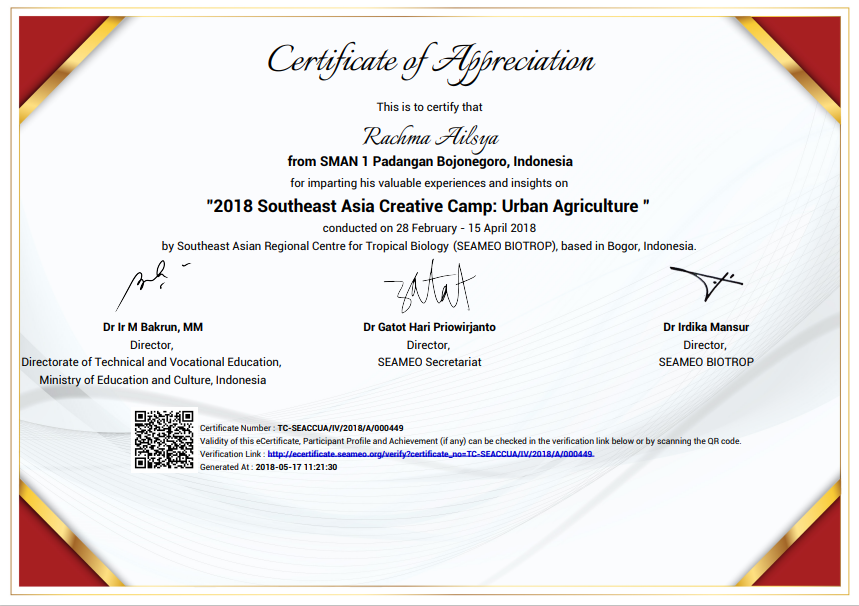 Certificate of Appreciation
This is to certify that
Rachma Ailsya
from SMAN 1 Padangan Bojonegoro, Indonesia
for imparting his valuable experiences and insights on
"2018 Southeast Asia Creative Camp: Urban Agriculture "
conducted on 28 February - 15 April 2018
by Southeast Asian Regional Centre for Tropical Biology (SEAMEO BIOTROP), based in Bogor, Indonesia.
Dr Ir M Bakrun, MM
Director,
Directorate of Technical and Vocational Education,
Ministry of Education and Culture, Indonesia
Dr Gatot Hari Priowirjanto
Director,
SEAMEO Secretariat
Dr Irdika Mansur
Director,
SEAMEO BIOTROP
Certificate Number : TC-SEACCUA/IV/2018/A/000449
Validity of this eCertificate, Participant Profile and Achievement (if any) can be checked in the verification link below or by scanning the QR code.
Verification Link : http://ecertificate.seameo.org/verify?certificate_no=TC-SEACCUA/IV/2018/A/000449
Generated At : 2018-05-17 11:21:30